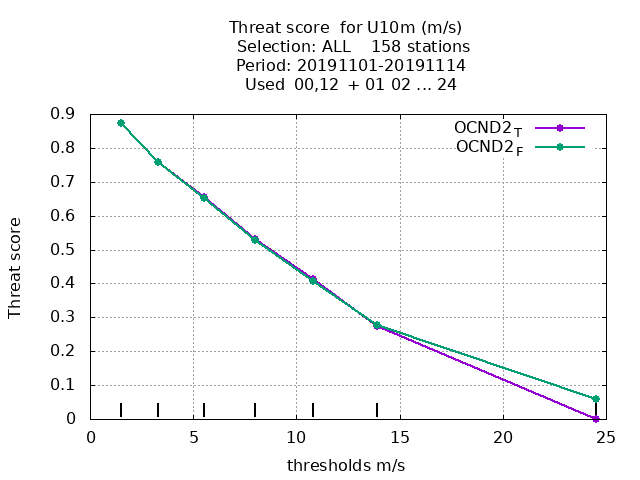 Threat score  for U10m (m/s)
Selection: ALL    158 stations
Period: 20191101-20191114
Used  00,12  + 01 02 ... 24
OCND2_T
OCND2_F
Threat score
0.9
0.8
0.7
0.6
0.5
0.4
0.3
0.2
0.1
0
0 5 10 15 20 25
thresholds m/s